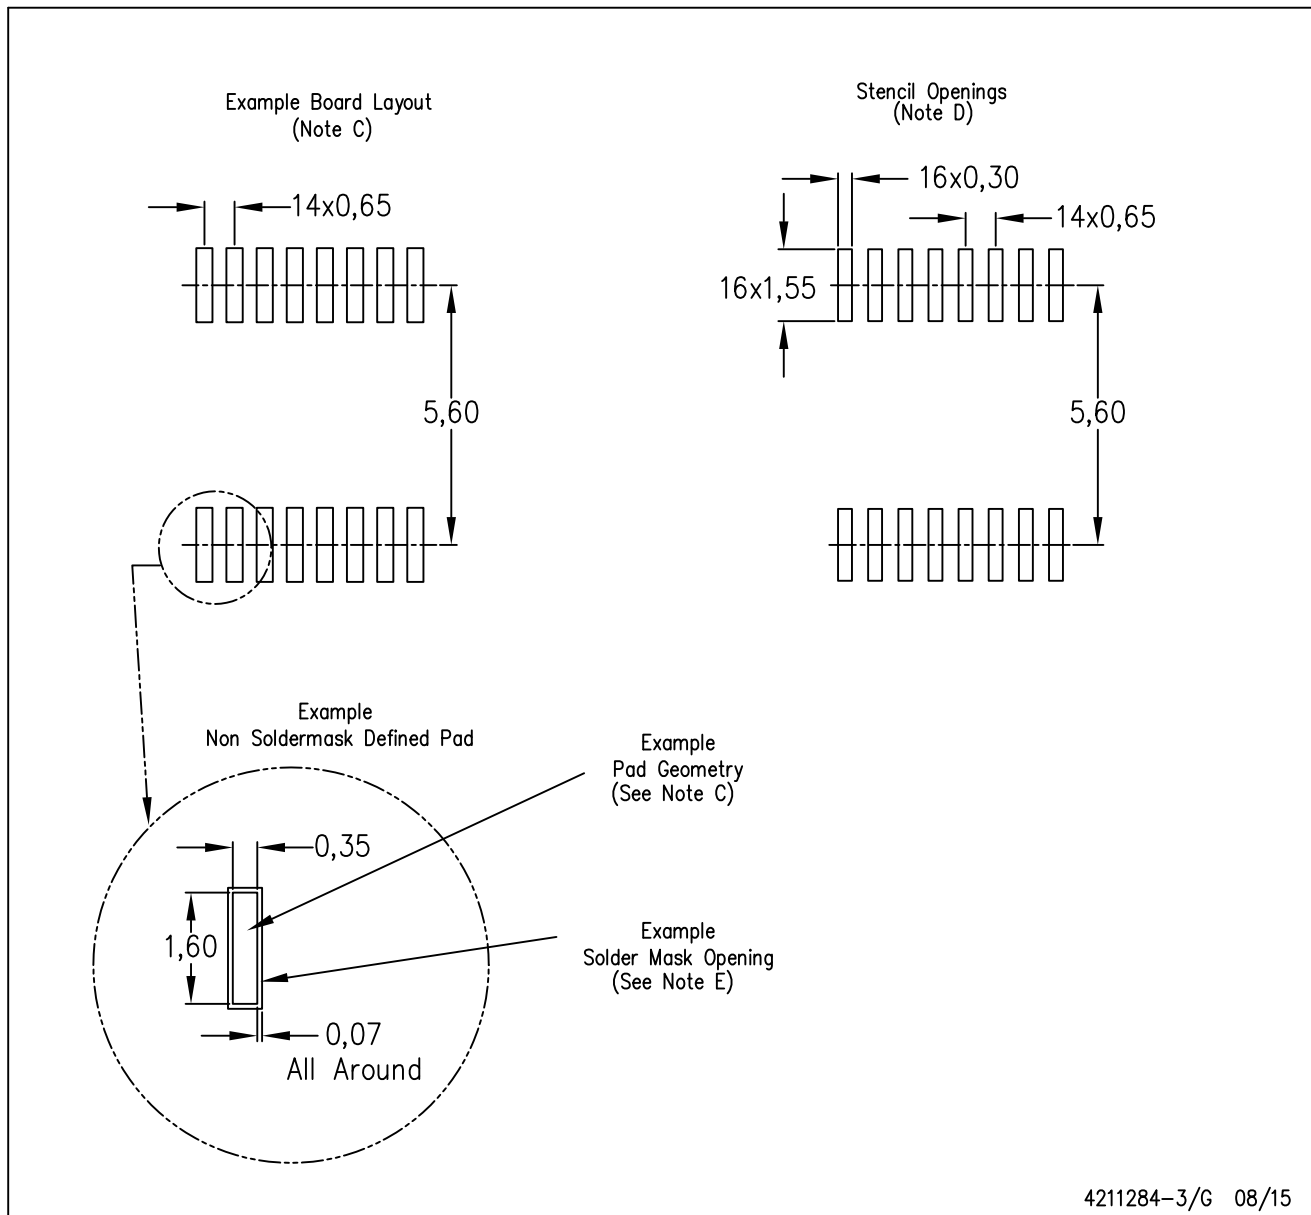 Example Board Layout
(Note C)
Stencil Openings
(Note D)
14x0,65
16x0,30
14x0,65
16x1,55
5,60
5,60
Example
Non Soldermask Defined Pad
Example
Pad Geometry
(See Note C)
0,35
1,60
Example
Solder Mask Opening
(See Note E)
0,07
All Around
4211284-3/G 08/15